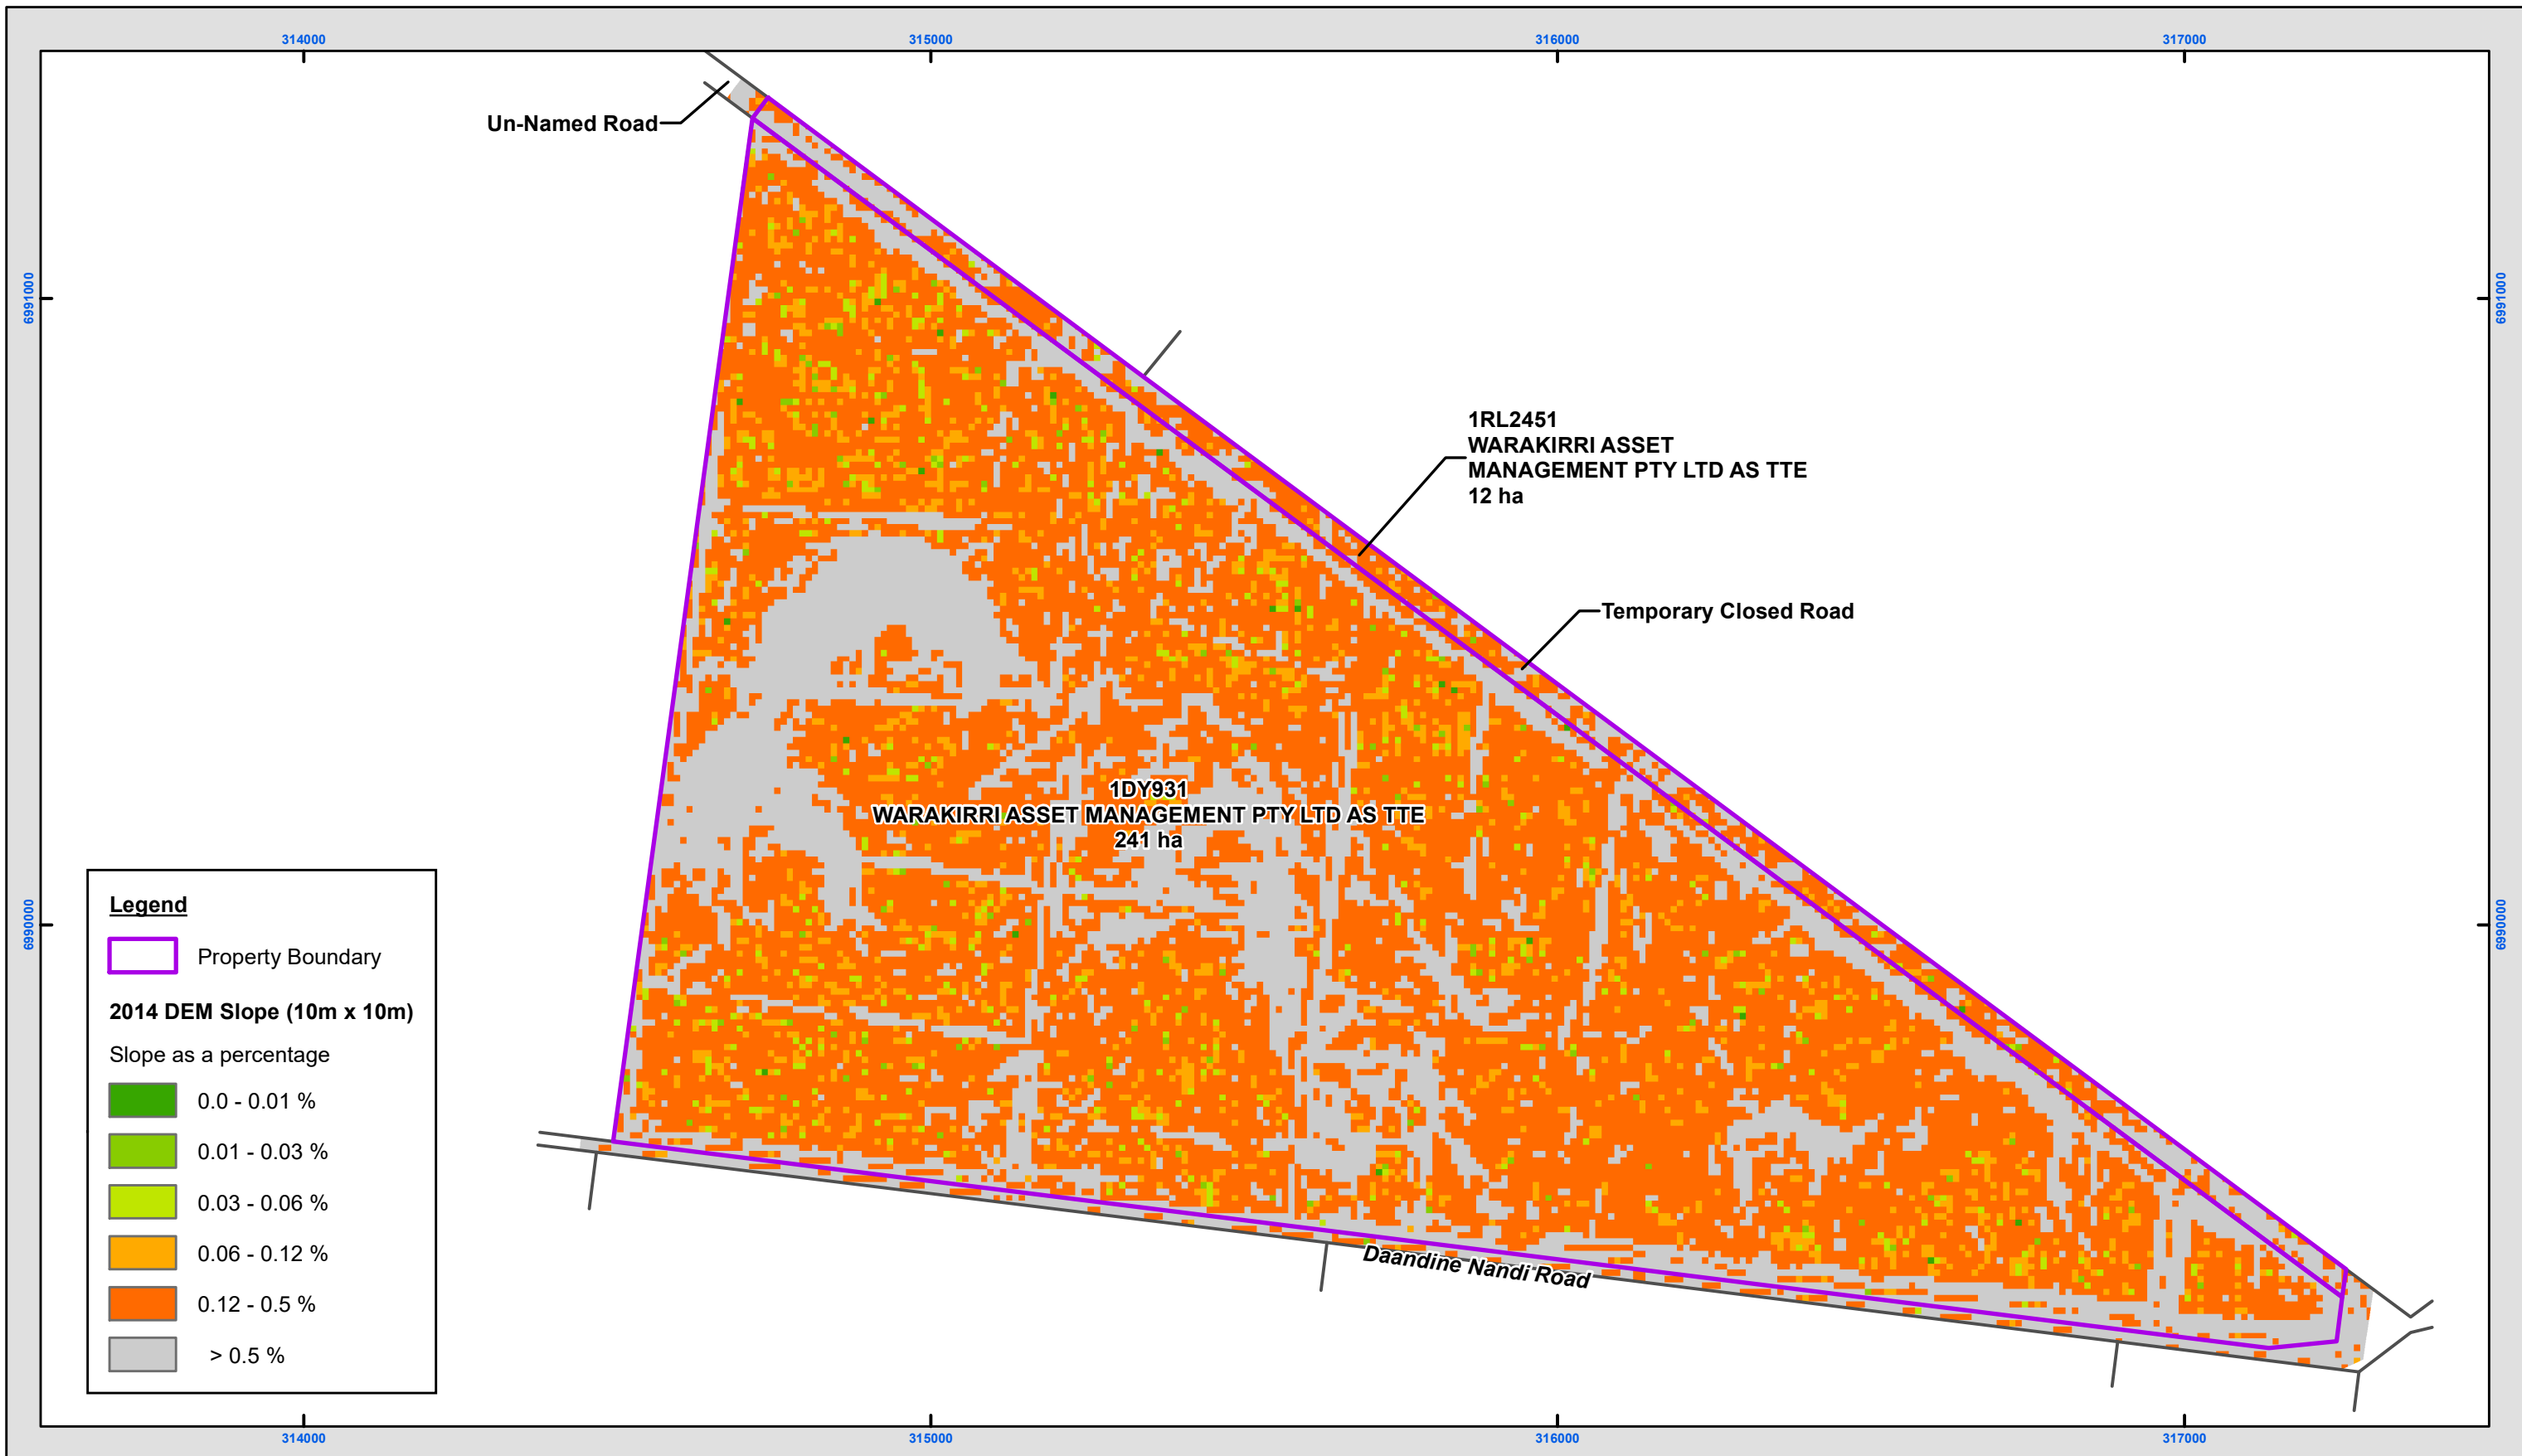 314000
315000
316000
317000
Un-Named Road
6991000
6991000
1RL2451
WARAKIRRI ASSET
MANAGEMENT PTY LTD AS TTE
12 ha
Temporary Closed Road
1DY931
WARAKIRRI ASSET MANAGEMENT PTY LTD AS TTE
241 ha
6990000
6990000
Legend
Property Boundary
2014 DEM Slope (10m x 10m)
Slope as a percentage
0.0 - 0.01 %
0.01 - 0.03 %
0.03 - 0.06 %
0.06 - 0.12 %
0.12 - 0.5 %
> 0.5 %
Daandine Nandi Road
314000
315000
316000
317000